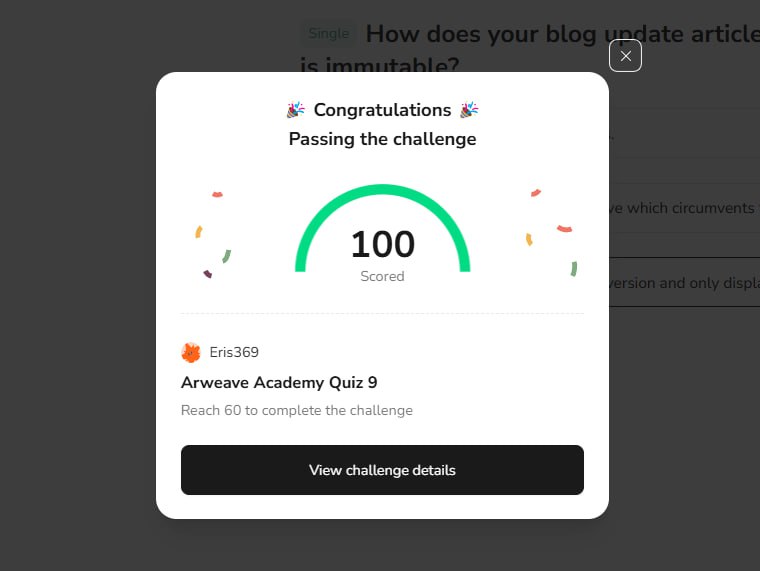 Single How does your blog update article
is immutable?
Congratulations
Passing the challenge
which circumvents
100
Scored
version and only displa
Eris369
Arweave Academy Quiz 9
Reach 60 to complete the challenge
View challenge details